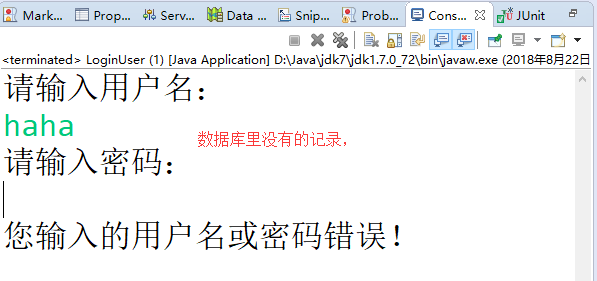 Mark... Prop... Serv... Data ... Snip... Prob... Cons... JUnit
<terminated> LoginUser (1) [Java Application] D:\Java\jdk7\jdk1.7.0_72\bin\javaw.exe (2018年8月22日
请输入用户名：
haha
数据库里没有的记录，
请输入密码：
您输入的用户名或密码错误！